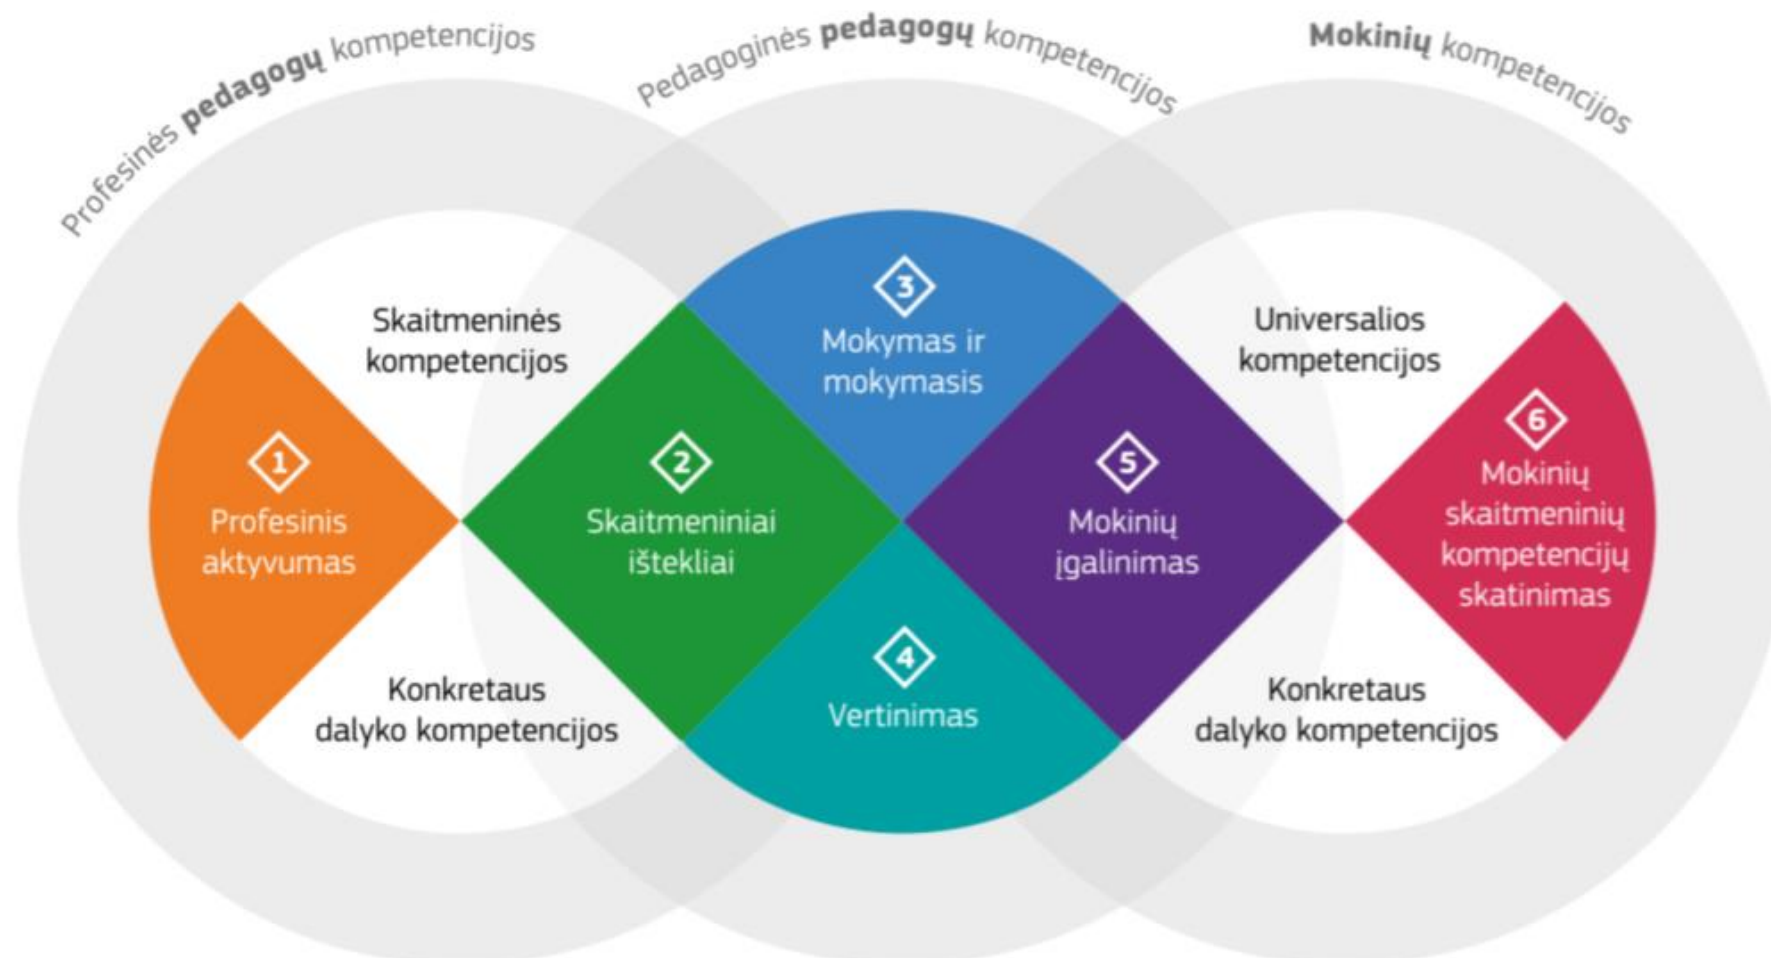 Profesinės pedagogų kompetencijos
Pedagoginės pedagogų kompetencijos
Mokinių kompetencijos
Skaitmeninės
kompetencijos
3
Mokymas ir
mokymasis
Universalios
kompetencijos
1
Profesinis
aktyvumas
2
Skaitmeniniai
ištekliai
5
Mokinių
įgalinimas
6
Mokinių
skaitmeninių
kompetencijų
skatinimas
Konkretaus
dalyko kompetencijos
4
Vertinimas
Konkretaus
dalyko kompetencijos